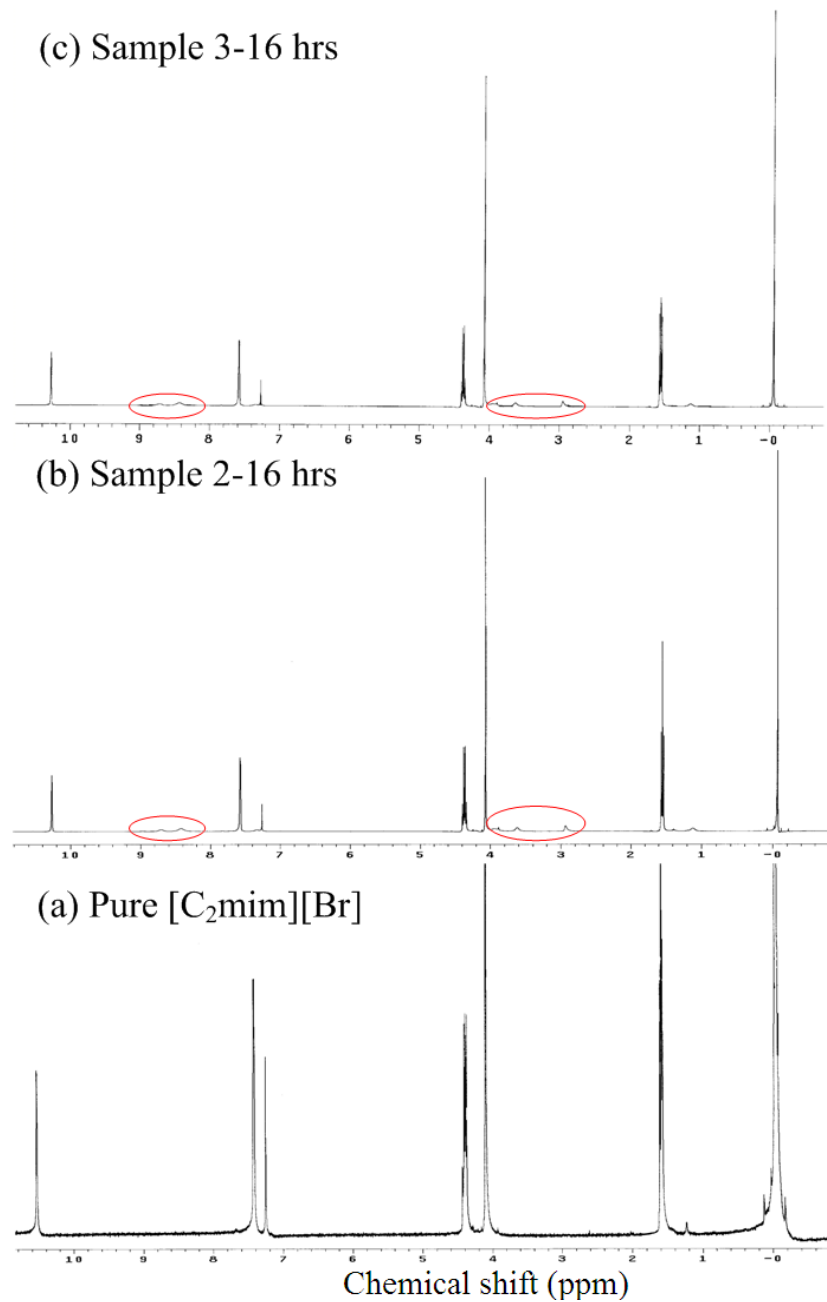 (c) Sample 3-16 hrs
10 9 8 7 6 5 4 3 2 1 -0
(b) Sample 2-16 hrs
10 9 8 7 6 5 4 3 2 1 -0
(a) Pure [C₂mim][Br]
10 9 8 7 6 5 4 3 2 1 -0
Chemical shift (ppm)